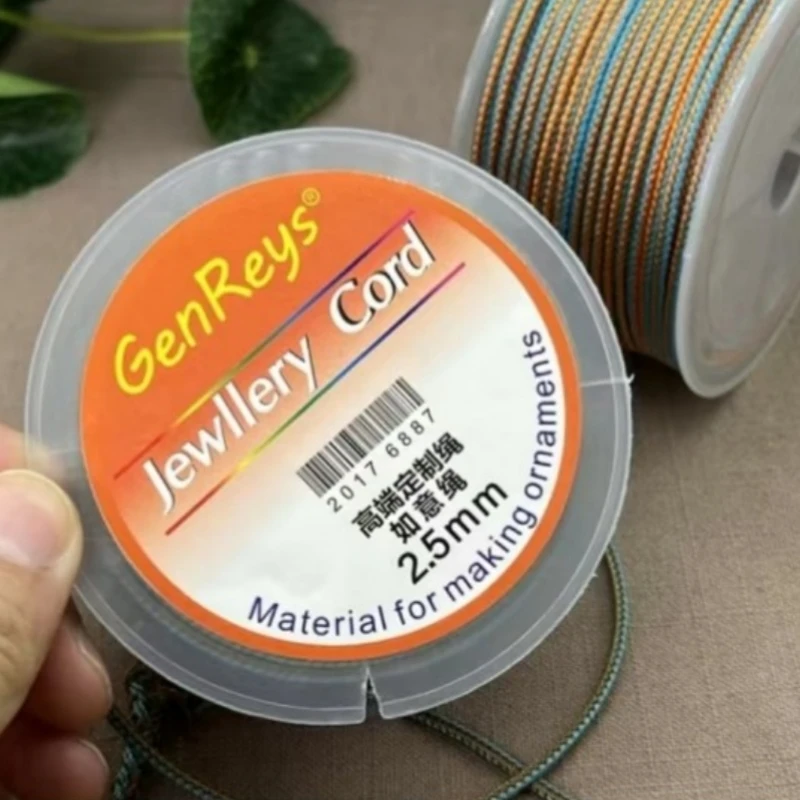 GenReys®
Jewllery Cord
2017 6887
高端定制绳
如意绳
2.5mm
Material for making ornaments